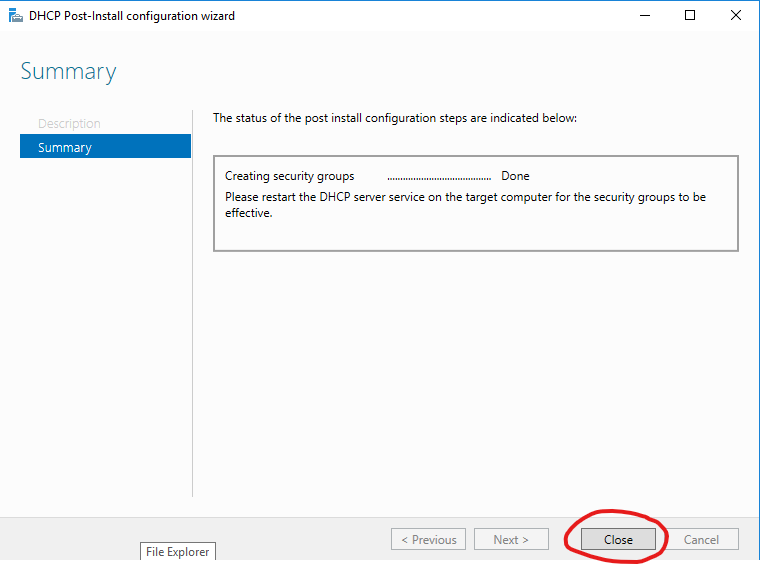 DHCP Post-Install configuration wizard
Summary
Description
Summary
The status of the post install configuration steps are indicated below:
Creating security groups ........................................ Done
Please restart the DHCP server service on the target computer for the security groups to be
effective.
< Previous Next > Close Cancel
File Explorer